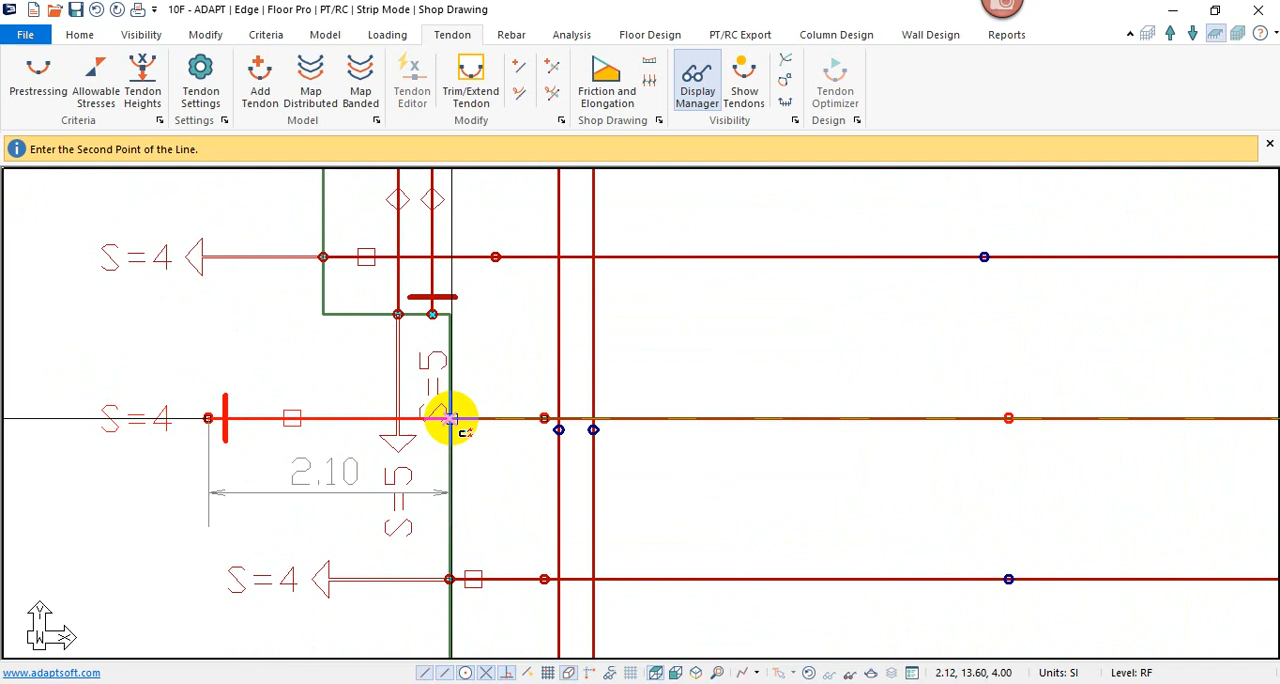 10F - ADAPT | Edge | Floor Pro | PT/RC | Strip Mode | Shop Drawing
File Home Visibility Modify Criteria Model Loading Tendon Rebar Analysis Floor Design PT/RC Export Column Design Wall Design Reports
Prestressing Allowable Stresses Tendon Heights Tendon Settings Add Tendon Map Distributed Map Banded Tendon Editor Trim/Extend Tendon Friction and Elongation Display Manager Show Tendons Tendon Optimizer
Criteria Settings Model Modify Shop Drawing Visibility Design
Enter the Second Point of the Line.
S=4
S=5
S=4
2.10
S=5
S=4
Y
W X
www.adaptsoft.com 2.12, 13.60, 4.00 Units: SI Level: RF